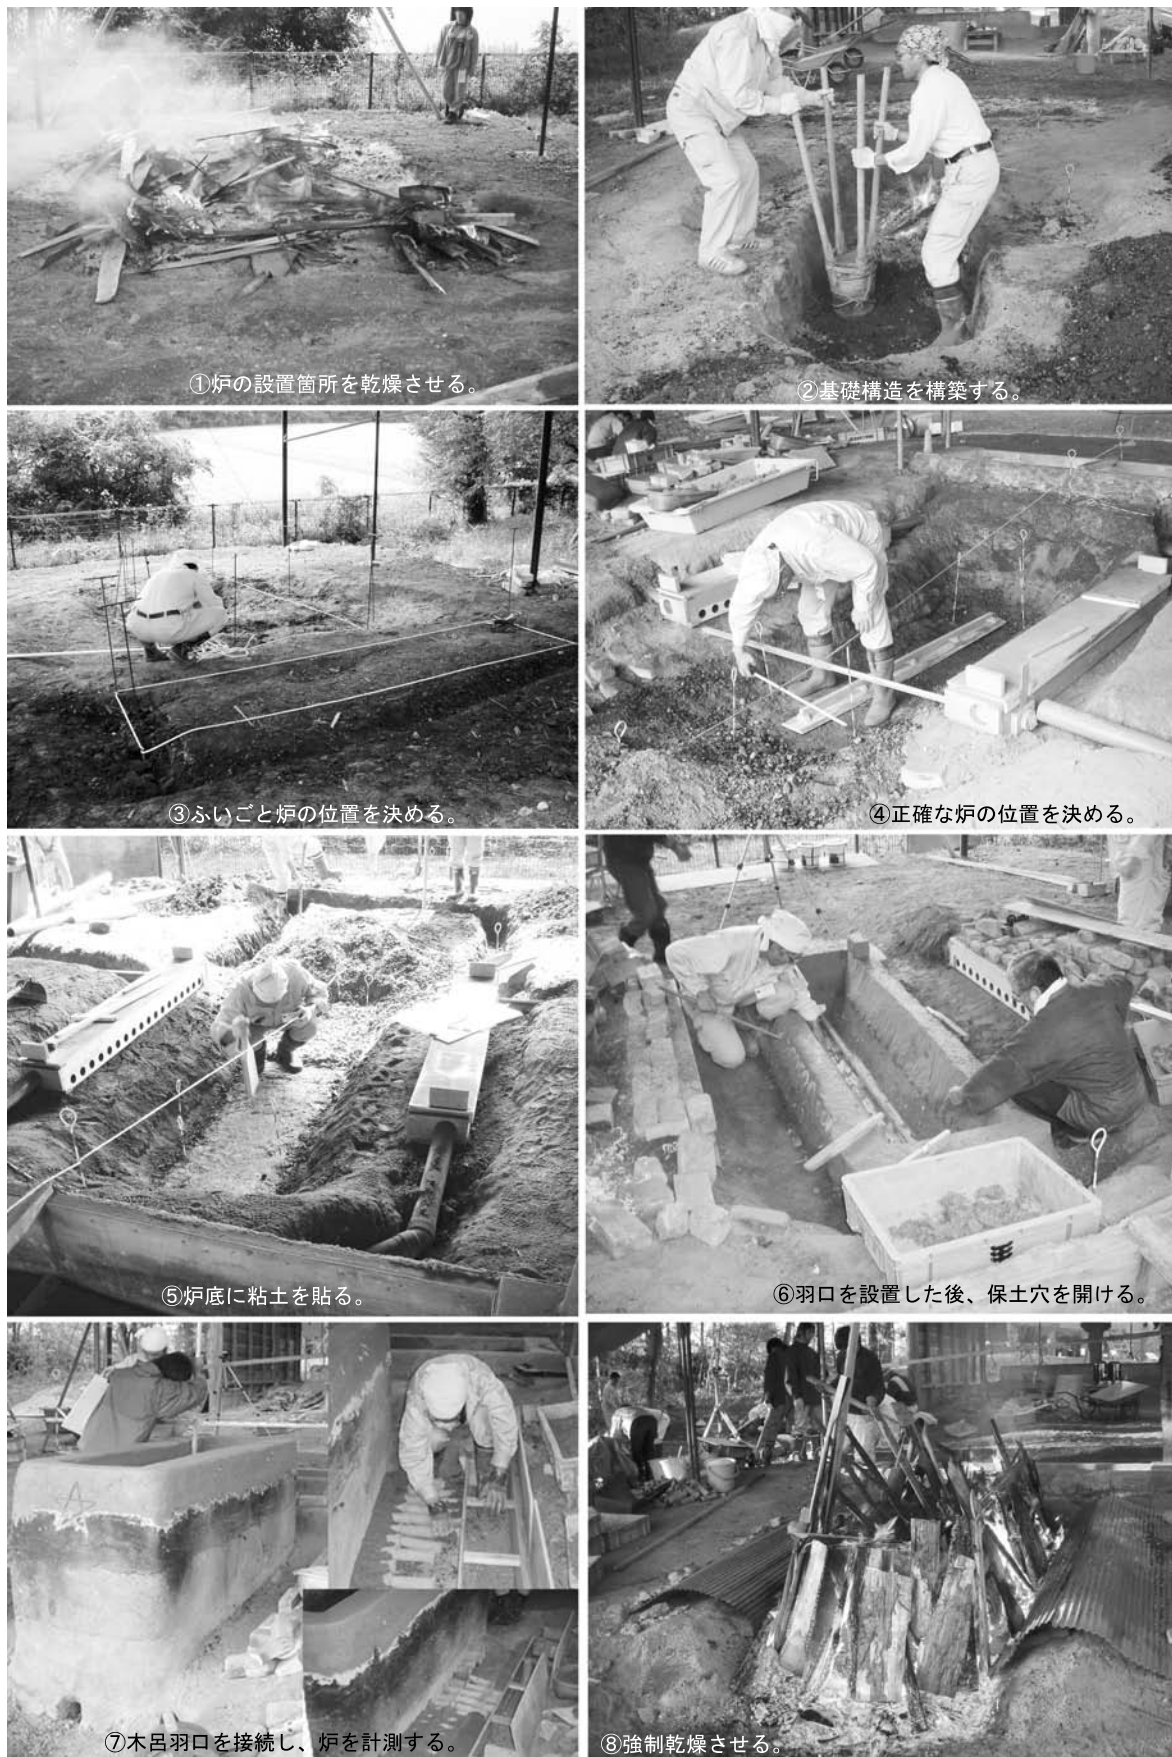 ①炉の設置箇所を乾燥させる。
②基礎構造を構築する。
③ふいごと炉の位置を決める。
④正確な炉の位置を決める。
⑤炉底に粘土を貼る。
⑥羽口を設置した後、保土穴を開ける。
⑦木呂羽口を接続し、炉を計測する。
⑧強制乾燥させる。